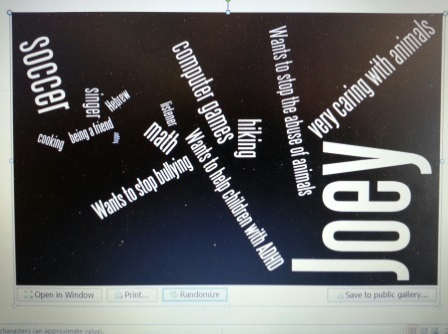 soccer
singer
Hebrew
cooking
being a friend
computer games
listener
math
hiking
Wants to stop bullying
Wants to help children with ADHD
Wants to stop the abuse of animals
very caring with animals
Joey
Open in Window
Print...
Randomize
Save to public gallery...
characters (an approximate value).